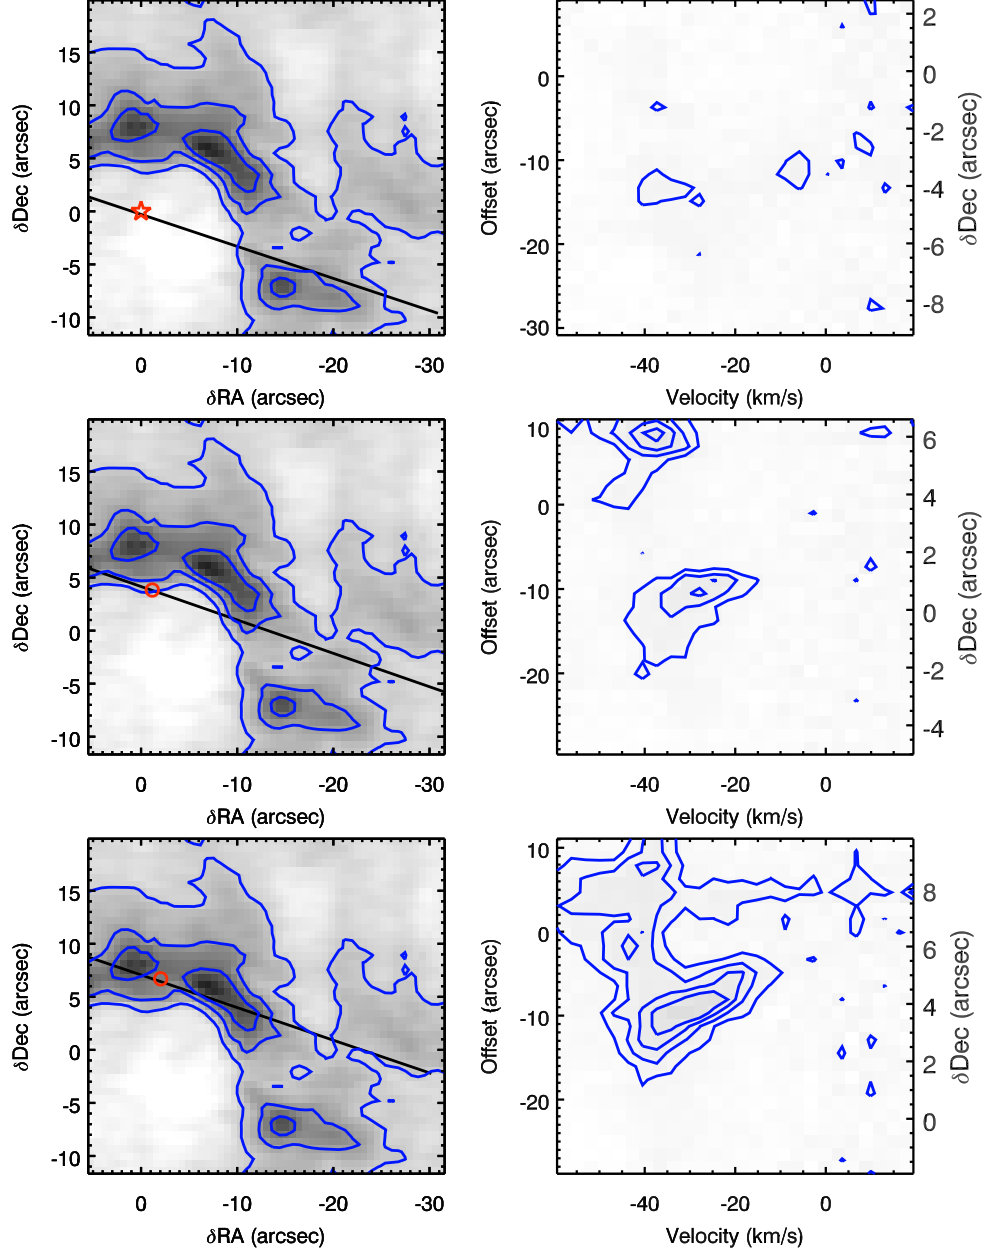 15
10
5
0
-5
-10
δDec (arcsec)
0 -10 -20 -30
δRA (arcsec)
0
-10
-20
-30
Offset (arcsec)
-40 -20 0
Velocity (km/s)
2
0
-2
-4
-6
-8
δDec (arcsec)
15
10
5
0
-5
-10
δDec (arcsec)
0 -10 -20 -30
δRA (arcsec)
10
0
-10
-20
Offset (arcsec)
-40 -20 0
Velocity (km/s)
6
4
2
0
-2
-4
δDec (arcsec)
15
10
5
0
-5
-10
δDec (arcsec)
0 -10 -20 -30
δRA (arcsec)
10
0
-10
-20
Offset (arcsec)
-40 -20 0
Velocity (km/s)
8
6
4
2
0
δDec (arcsec)